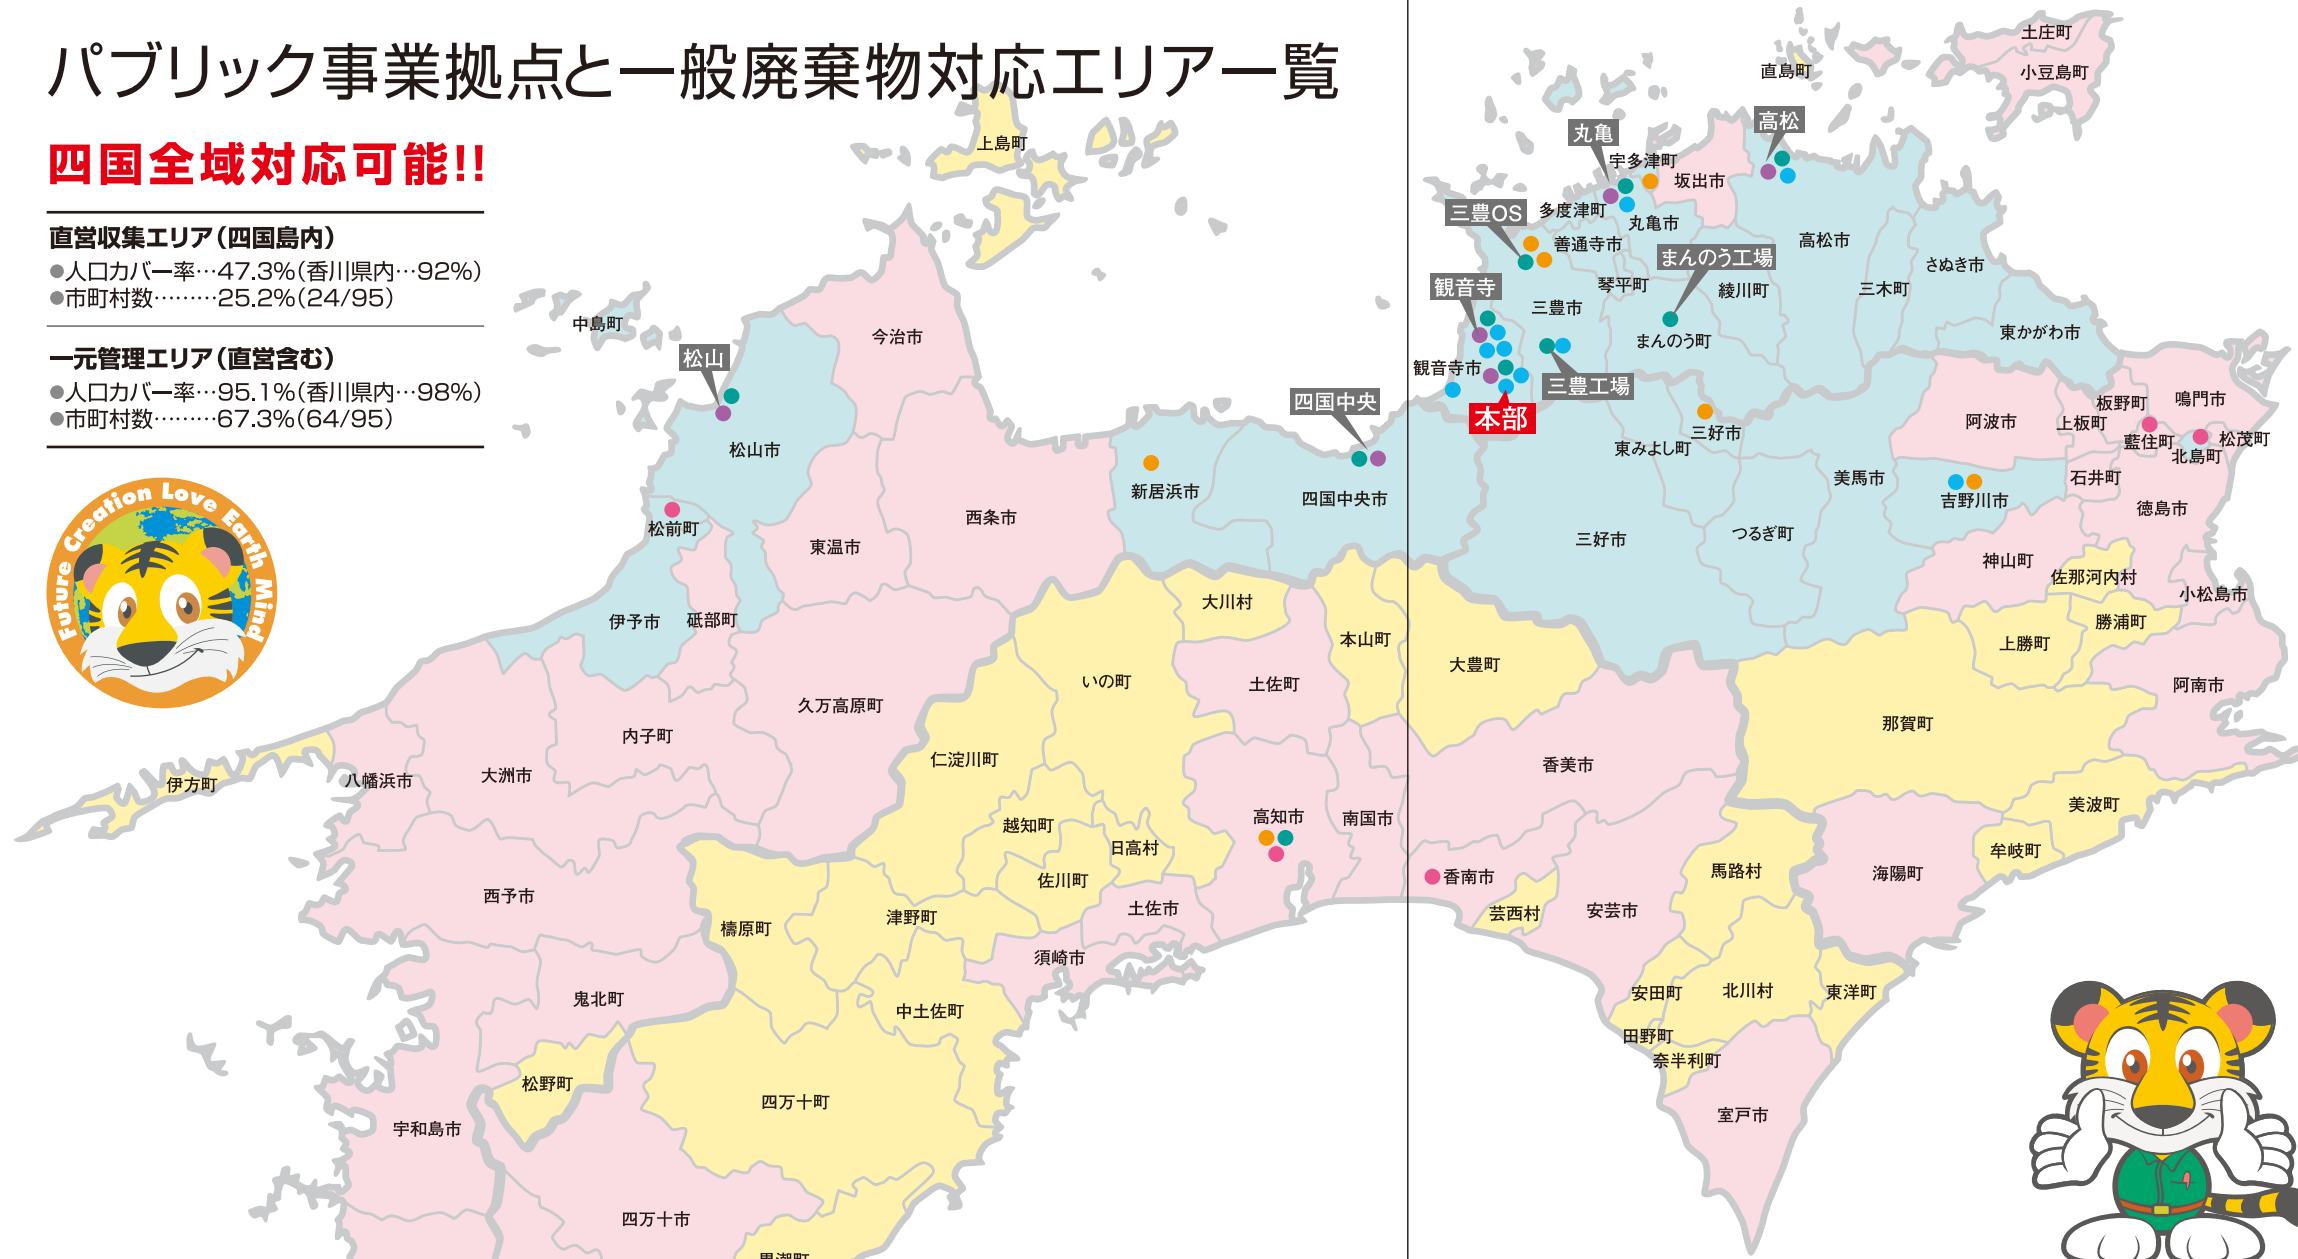 パブリック事業拠点と一般廃棄物対応エリア一覧
四国全域対応可能!!
直営収集エリア(四国島内)
●人口カバー率…47.3%(香川県内…92%)
●市町村数………25.2%(24/95)
一元管理エリア(直営含む)
●人口カバー率…95.1%(香川県内…98%)
●市町村数………67.3%(64/95)
Future Creation Love Earth Mind
土庄町
小豆島町
直島町
高松
丸亀
宇多津町
坂出市
上島町
三豊OS
多度津町
丸亀市
善通寺市
高松市
まんのう工場
さぬき市
観音寺
琴平町
綾川町
三木町
三豊市
中島町
今治市
まんのう町
東かがわ市
松山
観音寺市
三豊工場
四国中央
本部
板野町
鳴門市
阿波市
上板町
三好市
藍住町
松茂町
東みよし町
北島町
松山市
新居浜市
四国中央市
美馬市
石井町
吉野川市
徳島市
松前町
西条市
東温市
三好市
つるぎ町
神山町
佐那河内村
小松島市
大川村
伊予市
砥部町
本山町
勝浦町
上勝町
大豊町
いの町
土佐町
阿南市
久万高原町
那賀町
内子町
仁淀川町
香美市
大洲市
八幡浜市
伊方町
美波町
高知市
南国市
越知町
日高村
牟岐町
馬路村
海陽町
香南市
佐川町
西予市
土佐市
津野町
芸西村
安芸市
檮原町
須崎市
安田町
北川村
東洋町
鬼北町
中土佐町
田野町
奈半利町
松野町
四万十町
室戸市
宇和島市
四万十市
黒潮町